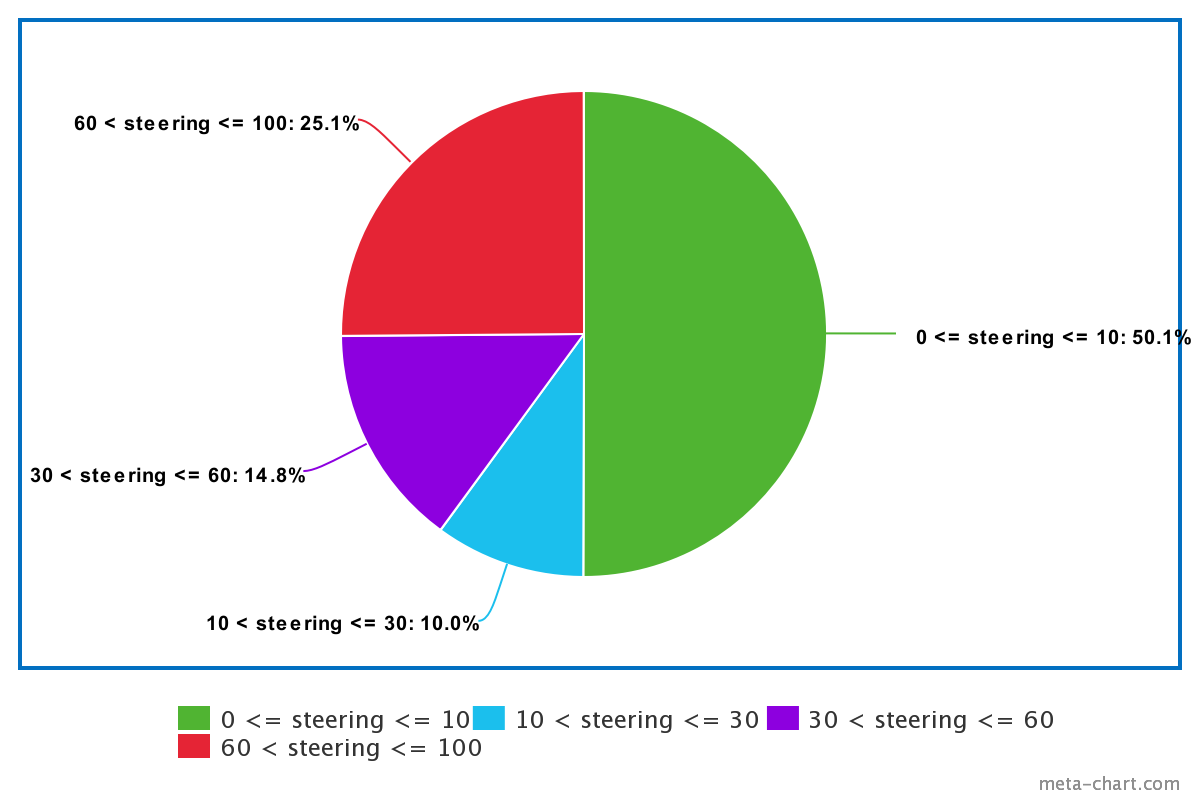 60 < steering <= 100: 25.1%
0 <= steering <= 10: 50.1%
30 < steering <= 60: 14.8%
10 < steering <= 30: 10.0%
0 <= steering <= 10 10 < steering <= 30 30 < steering <= 60
60 < steering <= 100
meta-chart.com